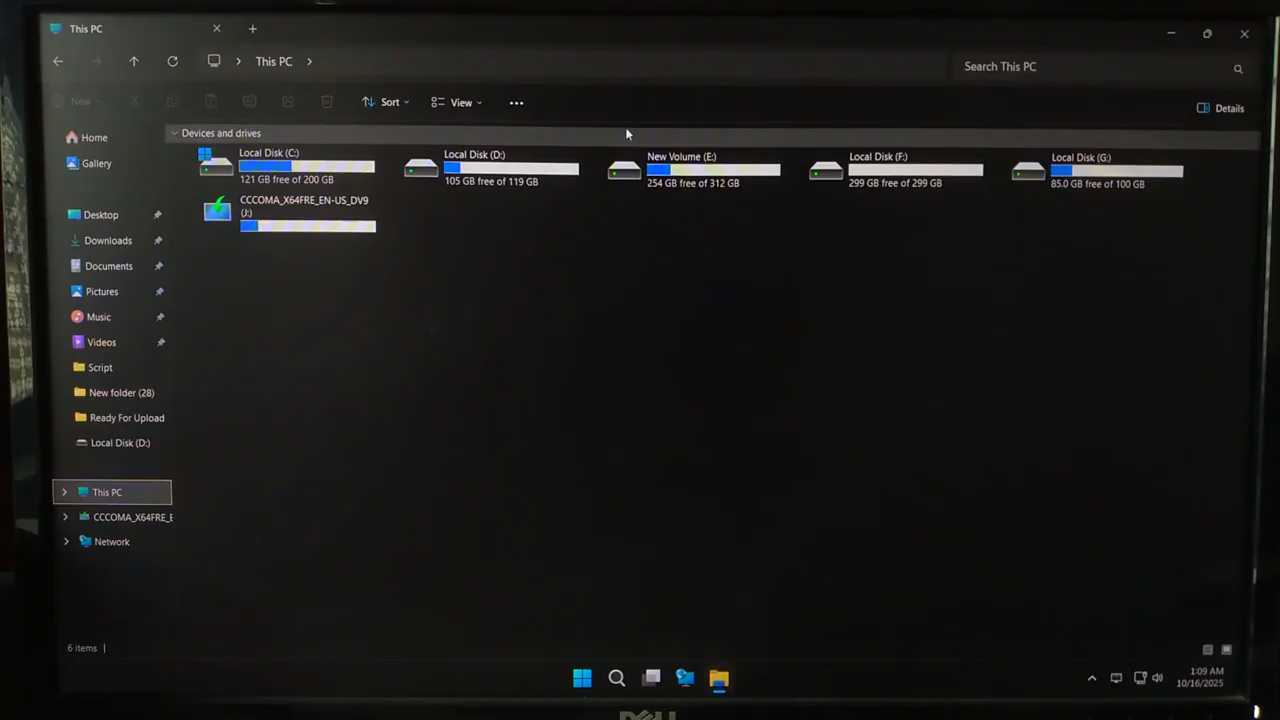 This PC
This PC
Search This PC
New
Sort
View
Details
Devices and drives
Home
Gallery
Desktop
Downloads
Documents
Pictures
Music
Videos
Script
New folder (28)
Ready For Upload
Local Disk (D:)
This PC
CCCOMA_X64FRE_E
Network
Local Disk (C:)
121 GB free of 200 GB
Local Disk (D:)
105 GB free of 119 GB
New Volume (E:)
254 GB free of 312 GB
Local Disk (F:)
299 GB free of 299 GB
Local Disk (G:)
85.0 GB free of 100 GB
CCCOMA_X64FRE_EN-US_DV9
(J:)
6 items
1:09 AM
10/16/2025
DELL